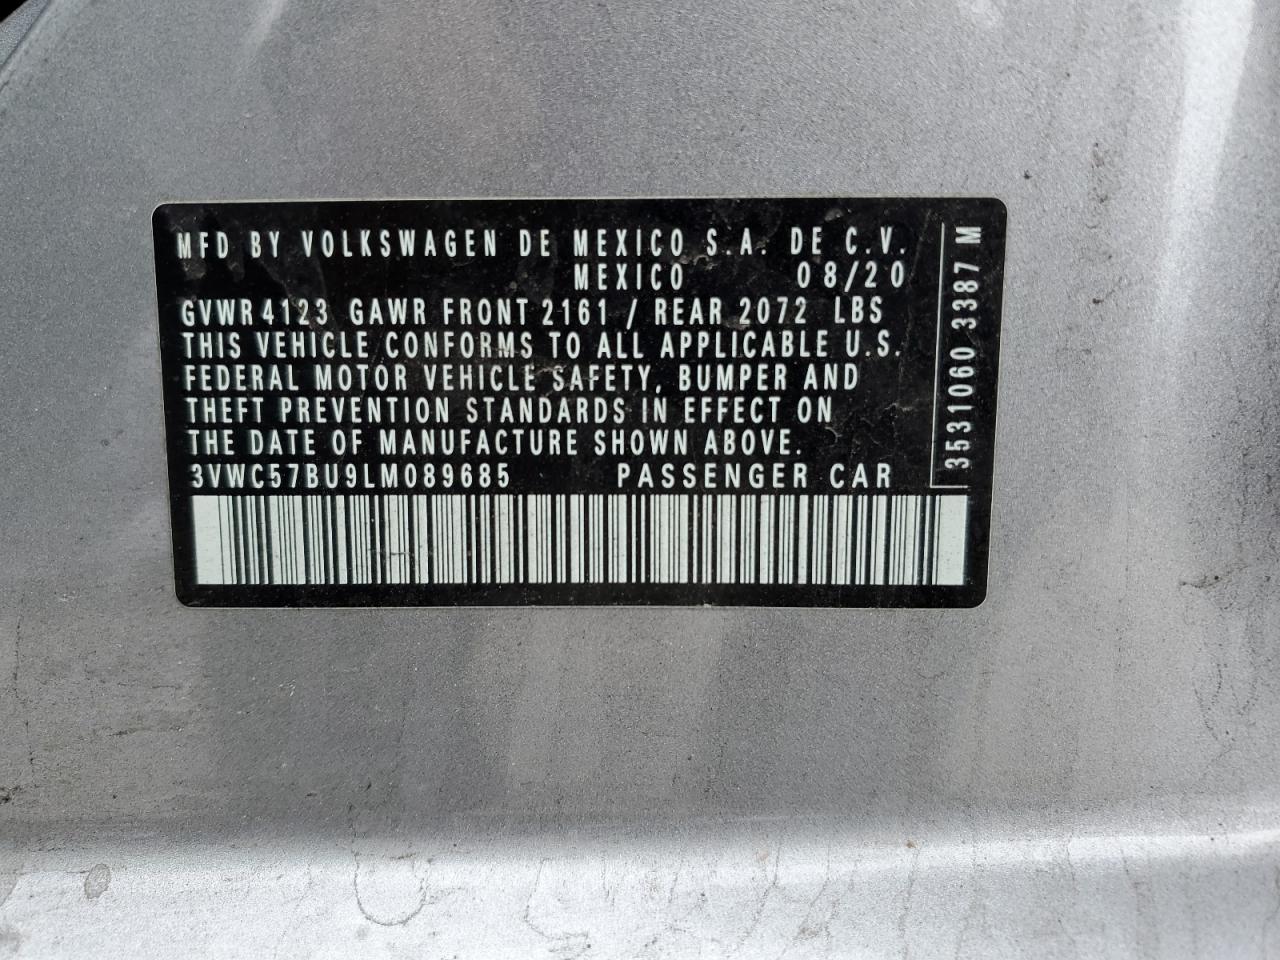 MFD BY VOLKSWAGEN DE MEXICO S.A. DE C.V.
MEXICO 08/20
GVWR 4123 GAWR FRONT 2161 / REAR 2072 LBS
THIS VEHICLE CONFORMS TO ALL APPLICABLE U.S.
FEDERAL MOTOR VEHICLE SAFETY, BUMPER AND
THEFT PREVENTION STANDARDS IN EFFECT ON
THE DATE OF MANUFACTURE SHOWN ABOVE.
3VWC57BU9LM089685 PASSENGER CAR
3531060 3387 M